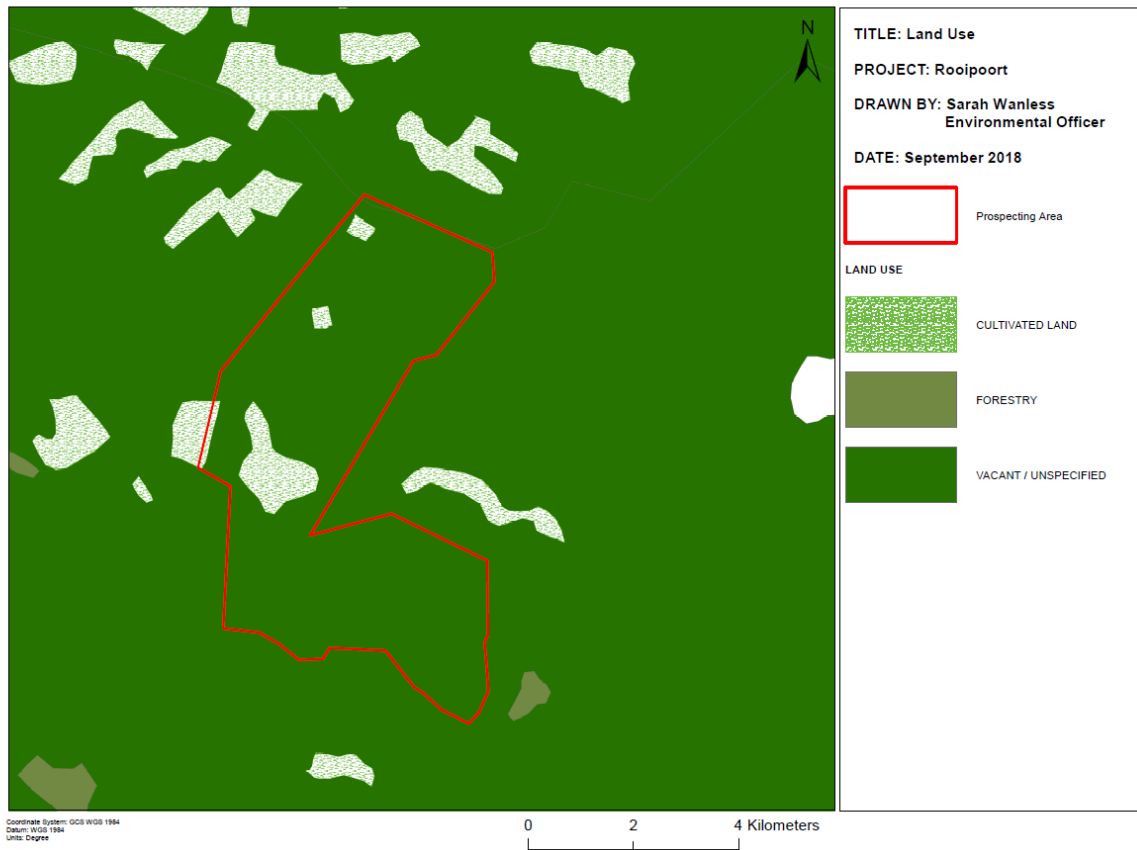 N
TITLE: Land Use
PROJECT: Rooipoort
DRAWN BY: Sarah Wanless
Environmental Officer
DATE: September 2018
Prospecting Area
LAND USE
CULTIVATED LAND
FORESTRY
VACANT / UNSPECIFIED
Coordinate System: GCS WGS 1984
Datum: WGS 1984
Units: Degree
0 2 4 Kilometers